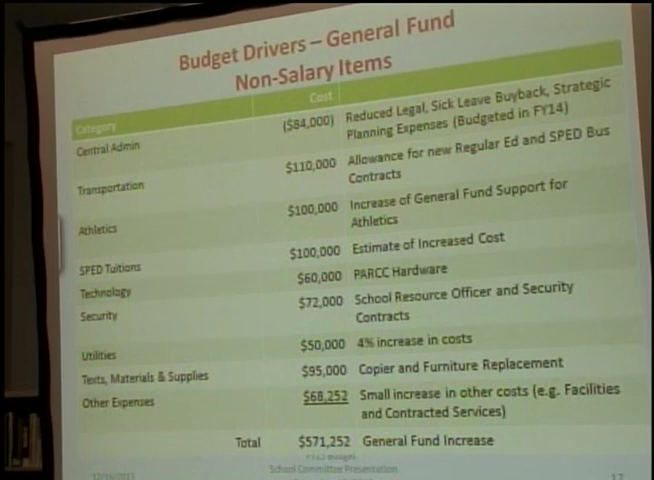 Budget Drivers – General Fund
Non-Salary Items
Category Cost
Central Admin ($84,000) Reduced Legal, Sick Leave Buyback, Strategic
Planning Expenses (Budgeted in FY14)
Transportation $110,000 Allowance for new Regular Ed and SPED Bus
Contracts
Athletics $100,000 Increase of General Fund Support for
Athletics
SPED Tuitions $100,000 Estimate of Increased Cost
Technology $60,000 PARCC Hardware
Security $72,000 School Resource Officer and Security
Contracts
Utilities $50,000 4% increase in costs
Texts, Materials & Supplies $95,000 Copier and Furniture Replacement
Other Expenses $68,252 Small increase in other costs (e.g. Facilities
and Contracted Services)
Total $571,252 General Fund Increase
Budget
School Committee Presentation
17